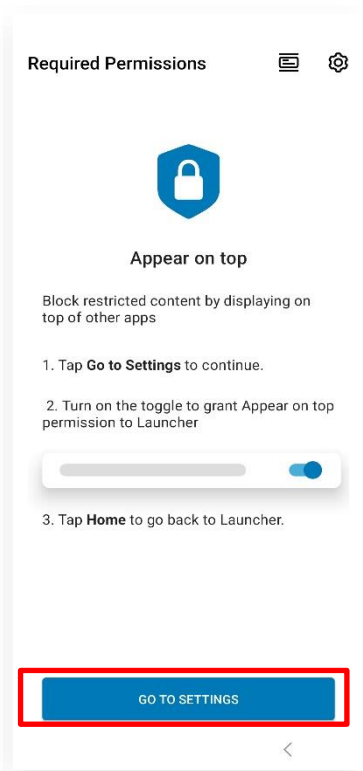 Required Permissions
Appear on top
Block restricted content by displaying on
top of other apps
1. Tap Go to Settings to continue.
2. Turn on the toggle to grant Appear on top
permission to Launcher
3. Tap Home to go back to Launcher.
GO TO SETTINGS